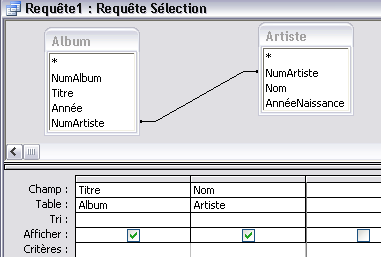 Requête1 : Requête Sélection
Album
*
NumAlbum
Titre
Année
NumArtiste
Artiste
*
NumArtiste
Nom
AnnéeNaissance
Champ : Titre Nom
Table : Album Artiste
Tri :
Afficher :
Critères :